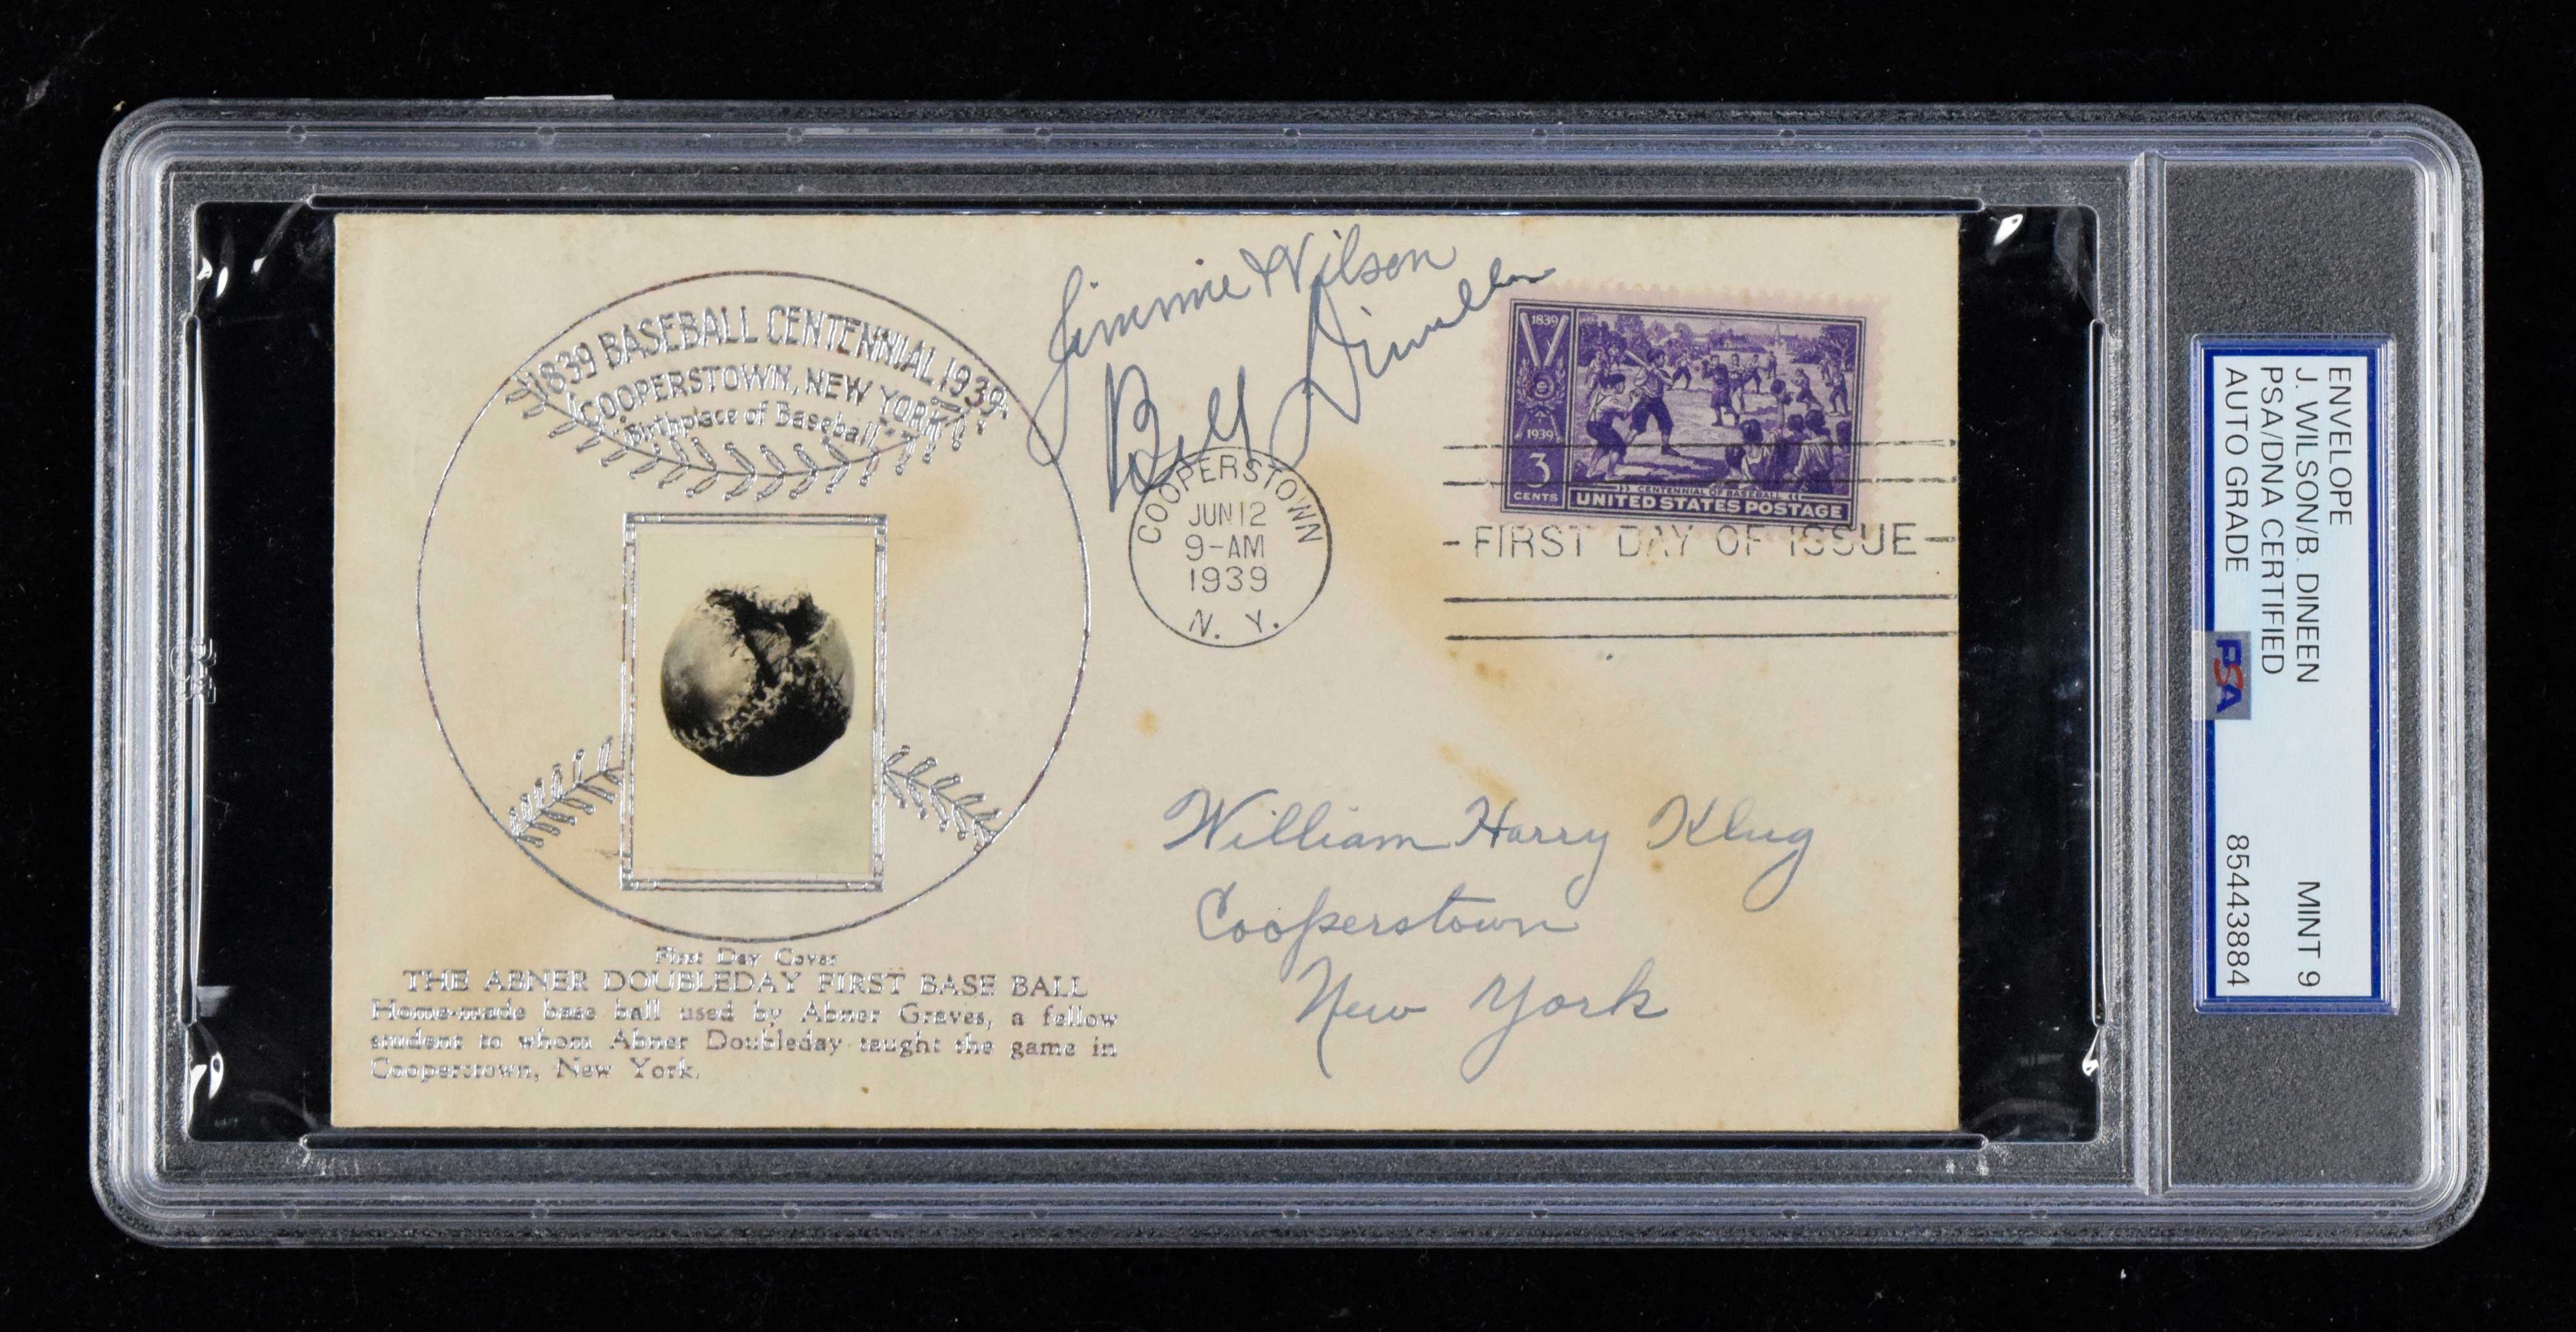 1839 BASEBALL CENTENNIAL 1939
COOPERSTOWN, NEW YORK
"Birthplace of Baseball"
First Day Cover
THE ABNER DOUBLEDAY FIRST BASE BALL
Home-made base ball used by Abner Graves, a fellow
student to whom Abner Doubleday taught the game in
Cooperstown, New York.
Jimmie Wilson
Bill Dinneen
COOPERSTOWN
JUN 12
9-AM
1939
N. Y.
1839
1939
3
CENTS
CENTENNIAL OF BASEBALL
UNITED STATES POSTAGE
- FIRST DAY OF ISSUE -
William Harry Klug
Cooperstown
New York
ENVELOPE
J. WILSON/B. DINEEN
PSA/DNA CERTIFIED
AUTO GRADE
MINT 9
85443884
PSA